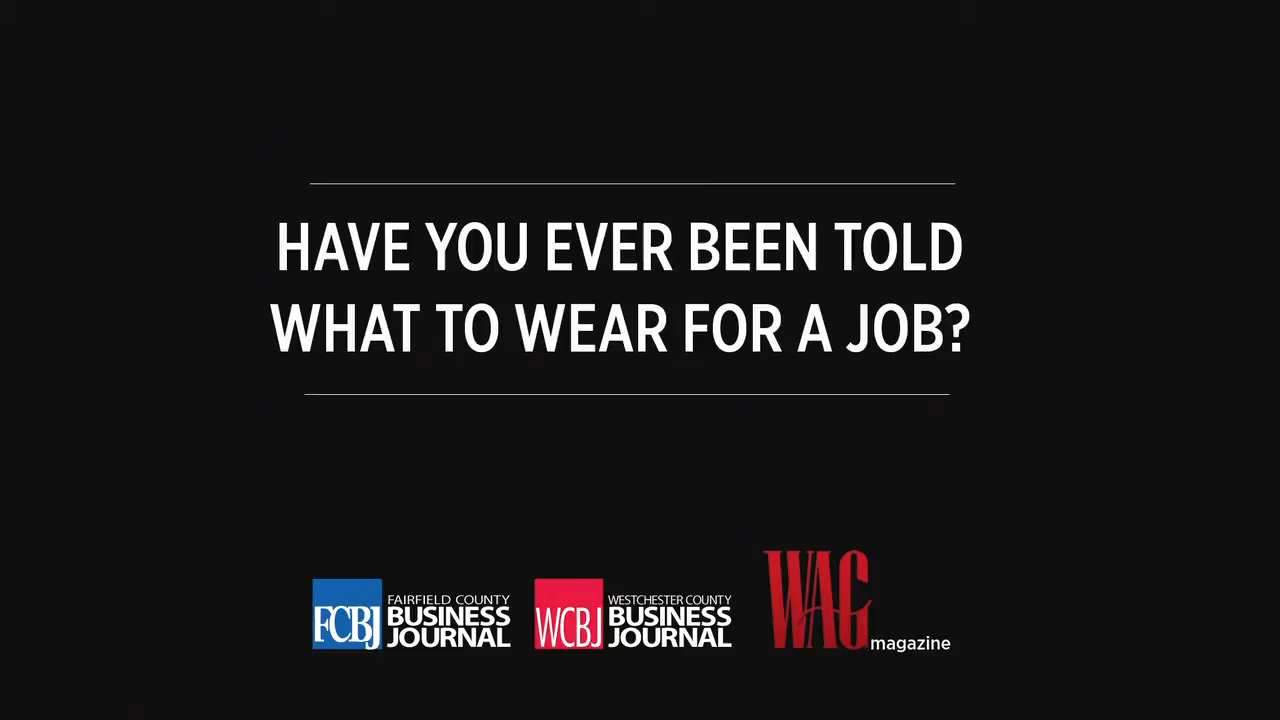 HAVE YOU EVER BEEN TOLD
WHAT TO WEAR FOR A JOB?
FCBJ
FAIRFIELD COUNTY
BUSINESS
JOURNAL
WCBJ
WESTCHESTER COUNTY
BUSINESS
JOURNAL
WAG
magazine